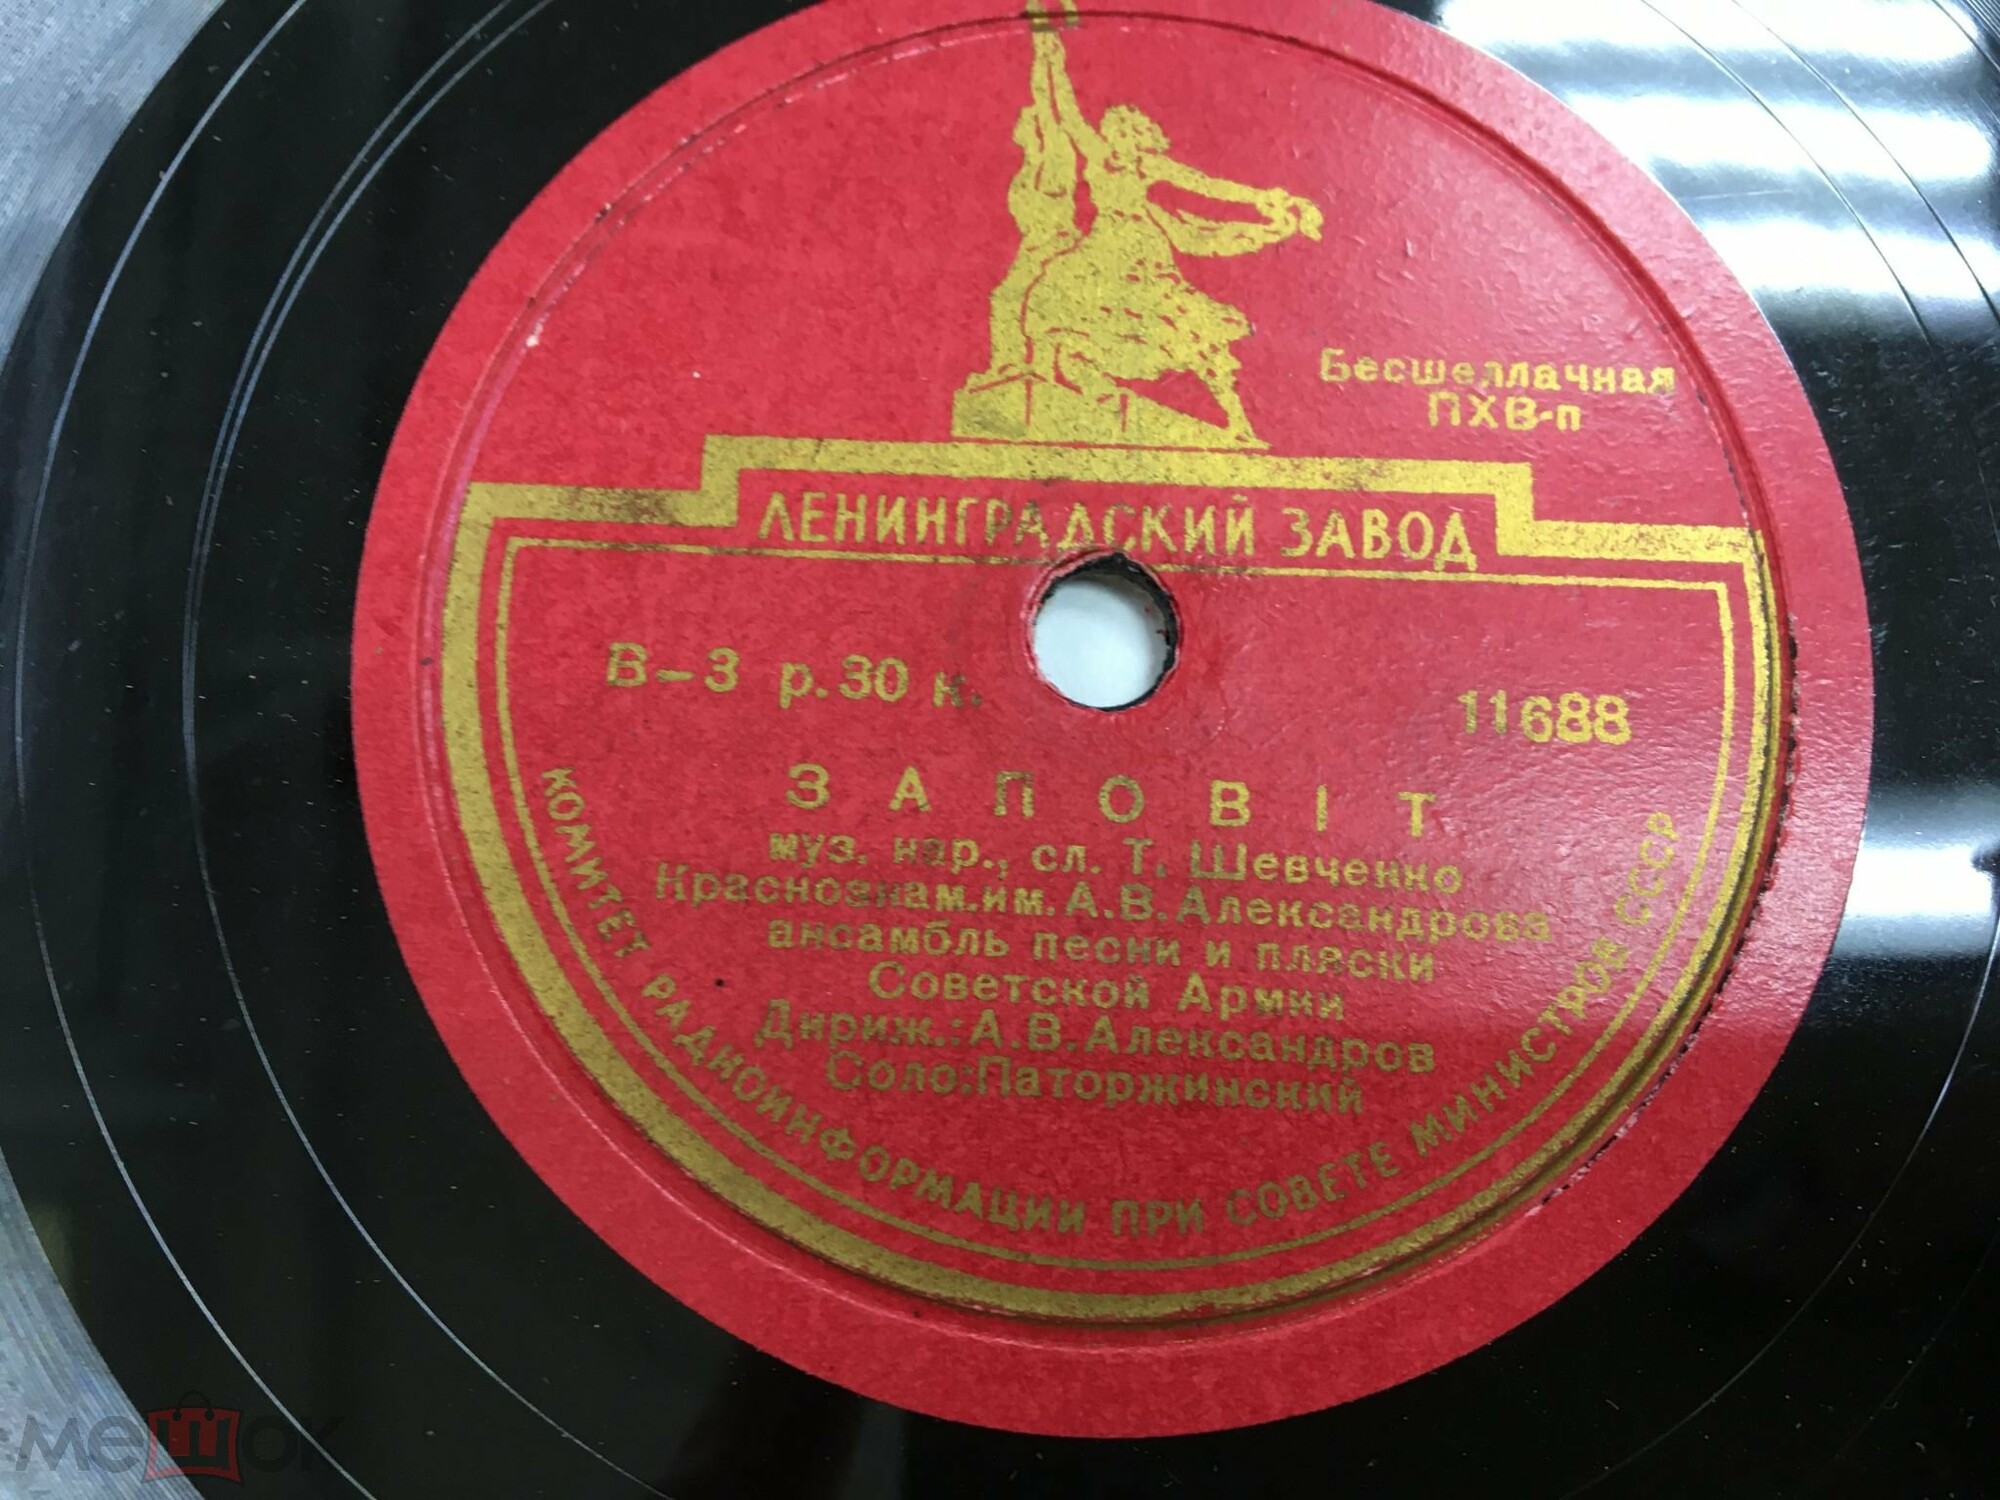 Бесшеллачная
ПХВ-п
ЛЕНИНГРАДСКИЙ ЗАВОД
В-3 р.30 к.
11688
ЗАПОВІТ
муз. нар., сл. Т. Шевченко
Краснознам.им.А.В.Александрова
ансамбль песни и пляски
Советской Армии
Дириж.:А.В.Александров
Соло:Паторжинский
КОМИТЕТ РАДИОИНФОРМАЦИИ ПРИ СОВЕТЕ МИНИСТРОВ СССР
мешок